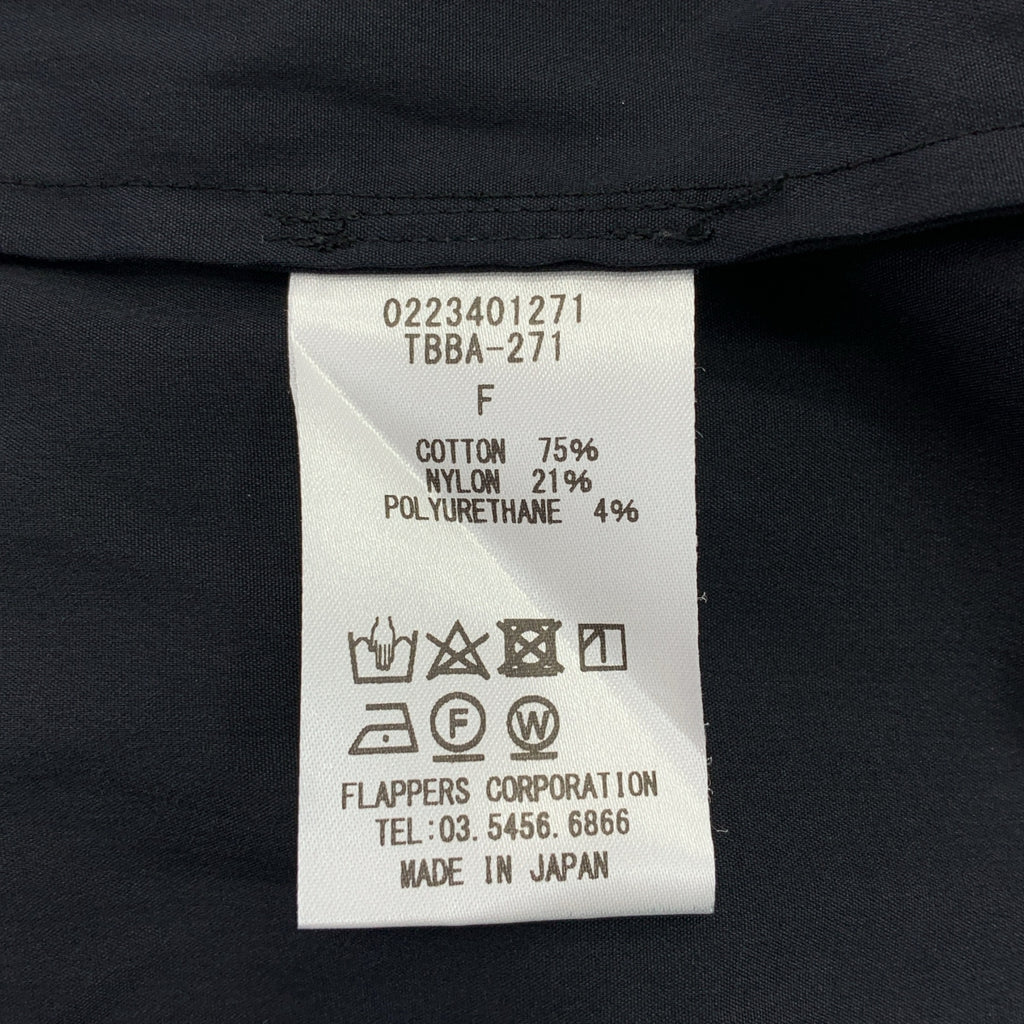 0223401271
TBBA-271
F
COTTON 75%
NYLON 21%
POLYURETHANE 4%
F W
FLAPPERS CORPORATION
TEL:03.5456.6866
MADE IN JAPAN